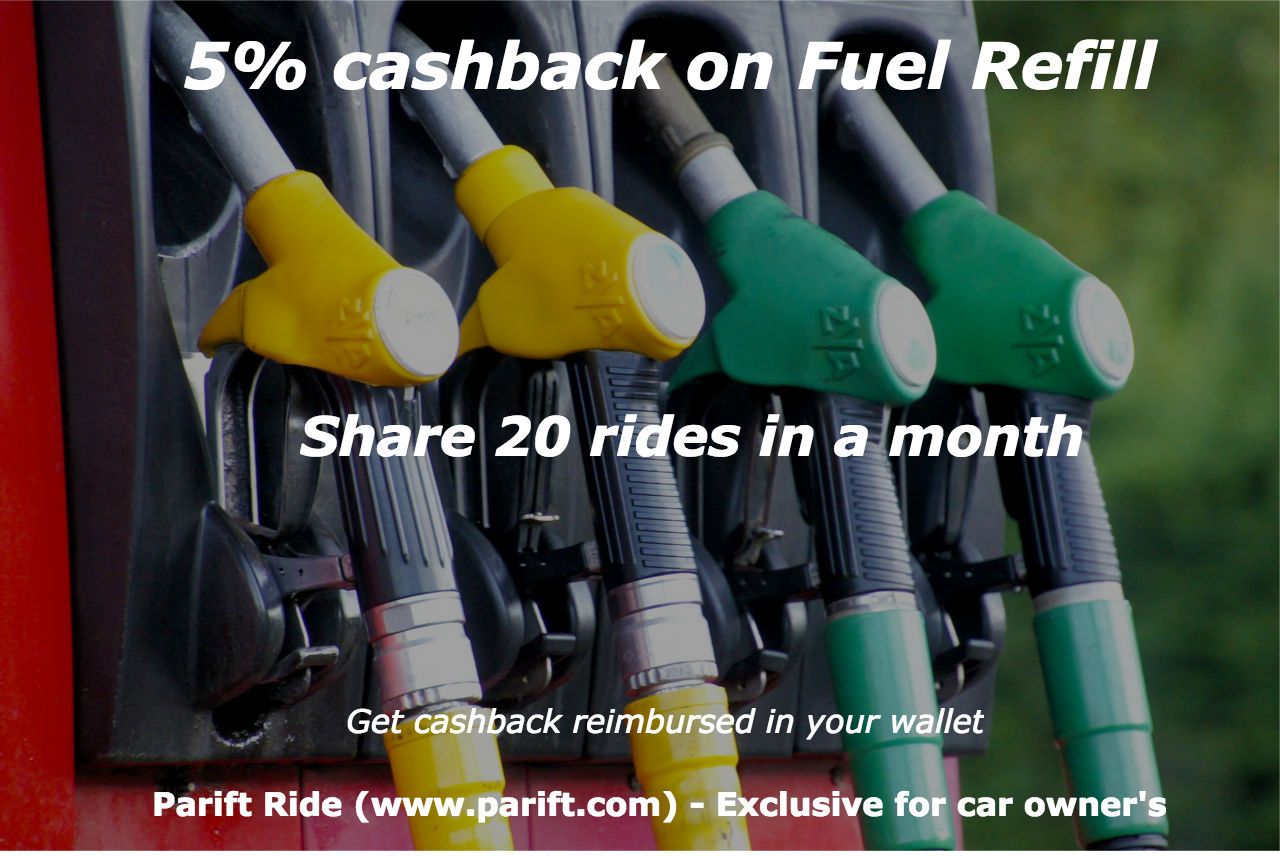 5% cashback on Fuel Refill
Share 20 rides in a month
Get cashback reimbursed in your wallet
Parift Ride (www.parift.com) - Exclusive for car owner's